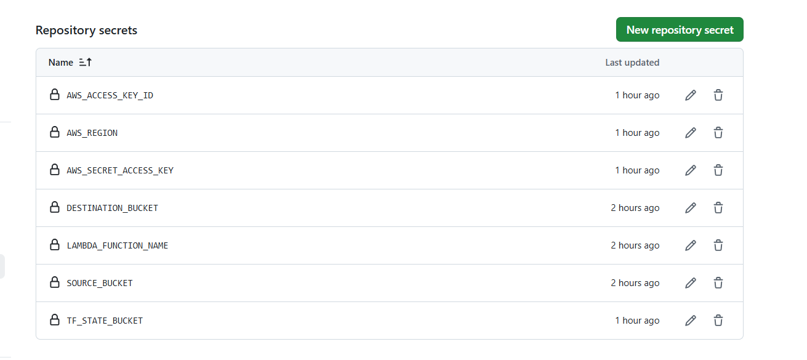 Repository secrets
New repository secret
Name
Last updated
AWS_ACCESS_KEY_ID 1 hour ago
AWS_REGION 1 hour ago
AWS_SECRET_ACCESS_KEY 1 hour ago
DESTINATION_BUCKET 2 hours ago
LAMBDA_FUNCTION_NAME 2 hours ago
SOURCE_BUCKET 2 hours ago
TF_STATE_BUCKET 1 hour ago